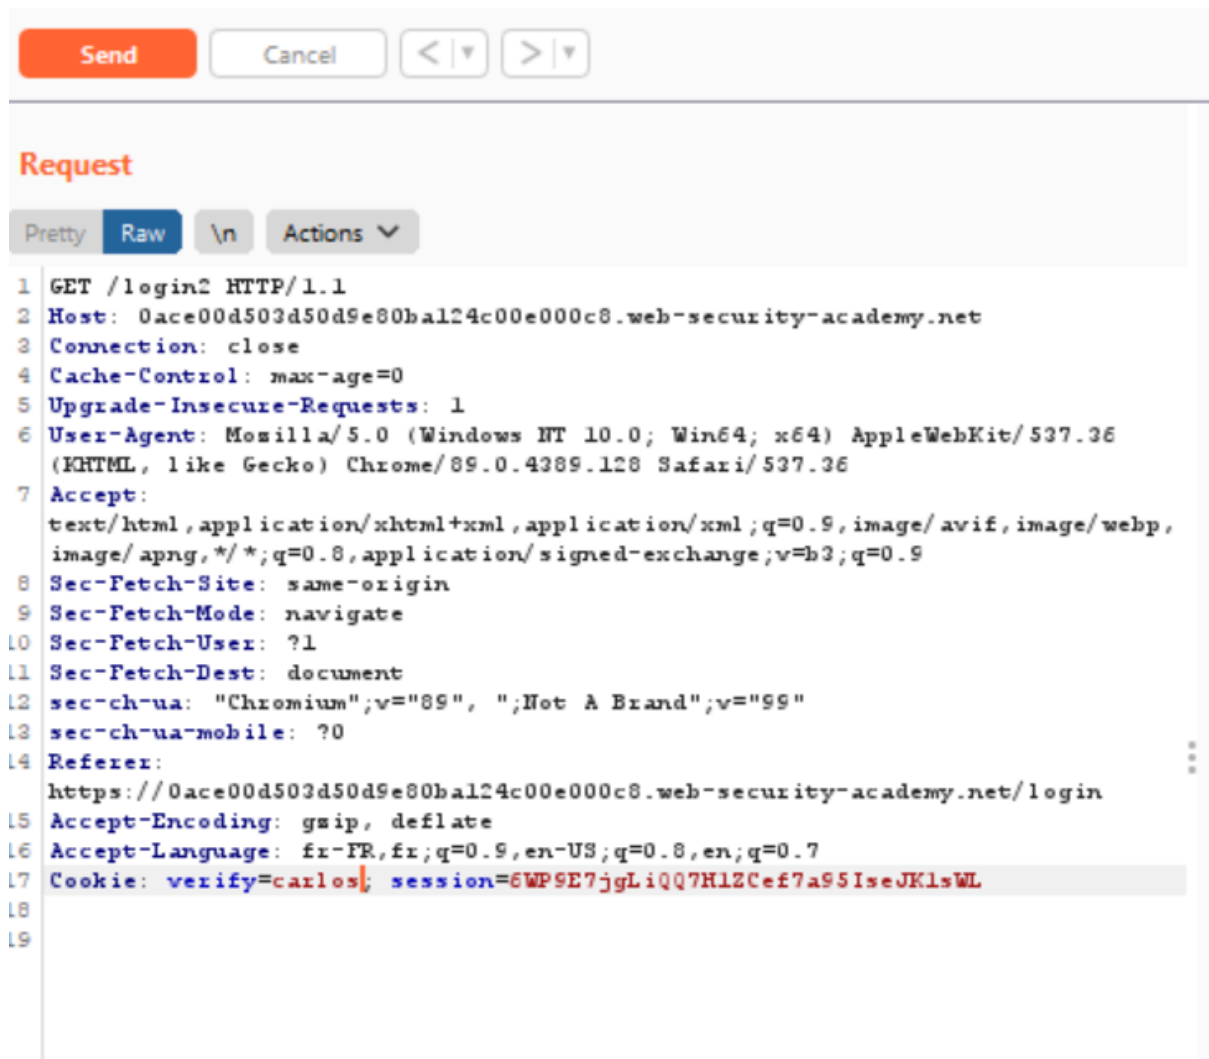 Send
Cancel
< | ▼
> | ▼
Request
Pretty
Raw
\n
Actions
1 GET /login2 HTTP/1.1
2 Host: 0ace00d503d50d9e80ba124c00e000c8.web-security-academy.net
3 Connection: close
4 Cache-Control: max-age=0
5 Upgrade-Insecure-Requests: 1
6 User-Agent: Mozilla/5.0 (Windows NT 10.0; Win64; x64) AppleWebKit/537.36
(KHTML, like Gecko) Chrome/89.0.4389.128 Safari/537.36
7 Accept:
text/html,application/xhtml+xml,application/xml;q=0.9,image/avif,image/webp,
image/apng,*/*;q=0.8,application/signed-exchange;v=b3;q=0.9
8 Sec-Fetch-Site: same-origin
9 Sec-Fetch-Mode: navigate
10 Sec-Fetch-User: ?1
11 Sec-Fetch-Dest: document
12 sec-ch-ua: "Chromium";v="89", ";Not A Brand";v="99"
13 sec-ch-ua-mobile: ?0
14 Referer:
https://0ace00d503d50d9e80ba124c00e000c8.web-security-academy.net/login
15 Accept-Encoding: gzip, deflate
16 Accept-Language: fr-FR,fr;q=0.9,en-US;q=0.8,en;q=0.7
17 Cookie: verify=carlos; session=6WP9E7jgLiQQ7H1ZCef7a95IseJK1sWL
18
19